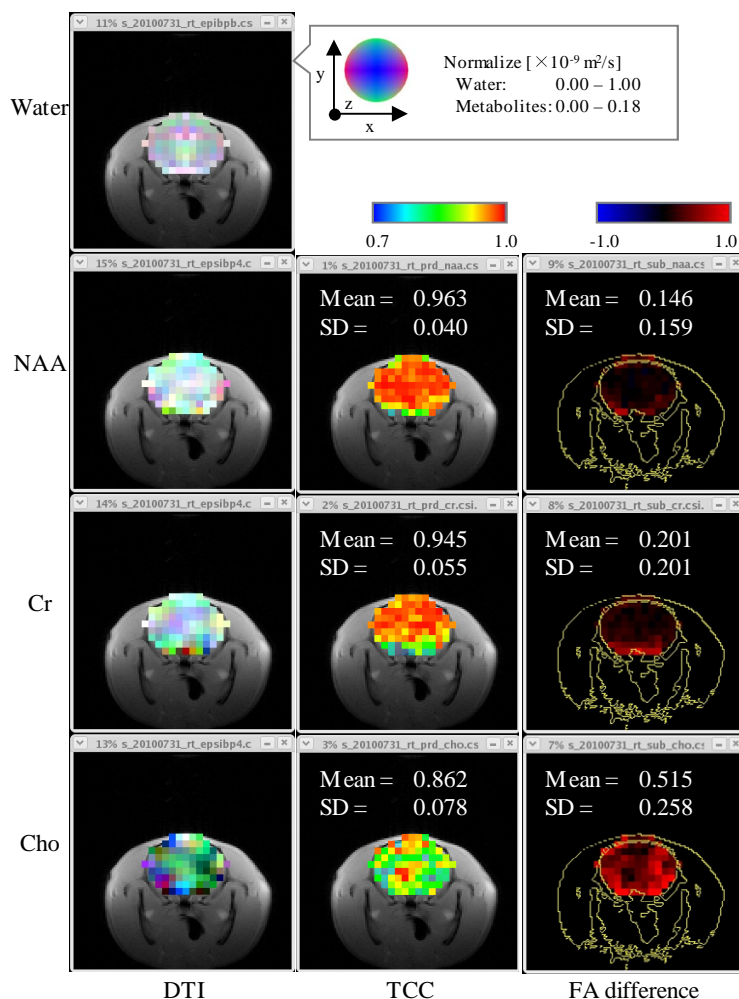 11% s_20100731_rt_epibpb.cs
Water
y
z
x
Normalize [×10⁻⁹ m²/s]
Water: 0.00 – 1.00
Metabolites: 0.00 – 0.18
0.7 1.0
-1.0 1.0
15% s_20100731_rt_epsibp4.c
1% s_20100731_rt_prd_naa.cs
9% s_20100731_rt_sub_naa.cs
NAA
Mean = 0.963
SD = 0.040
Mean = 0.146
SD = 0.159
14% s_20100731_rt_epsibp4.c
2% s_20100731_rt_prd_cr.csi.
8% s_20100731_rt_sub_cr.csi.
Cr
Mean = 0.945
SD = 0.055
Mean = 0.201
SD = 0.201
13% s_20100731_rt_epsibp4.c
3% s_20100731_rt_prd_cho.cs
7% s_20100731_rt_sub_cho.cs
Cho
Mean = 0.862
SD = 0.078
Mean = 0.515
SD = 0.258
DTI TCC FA difference